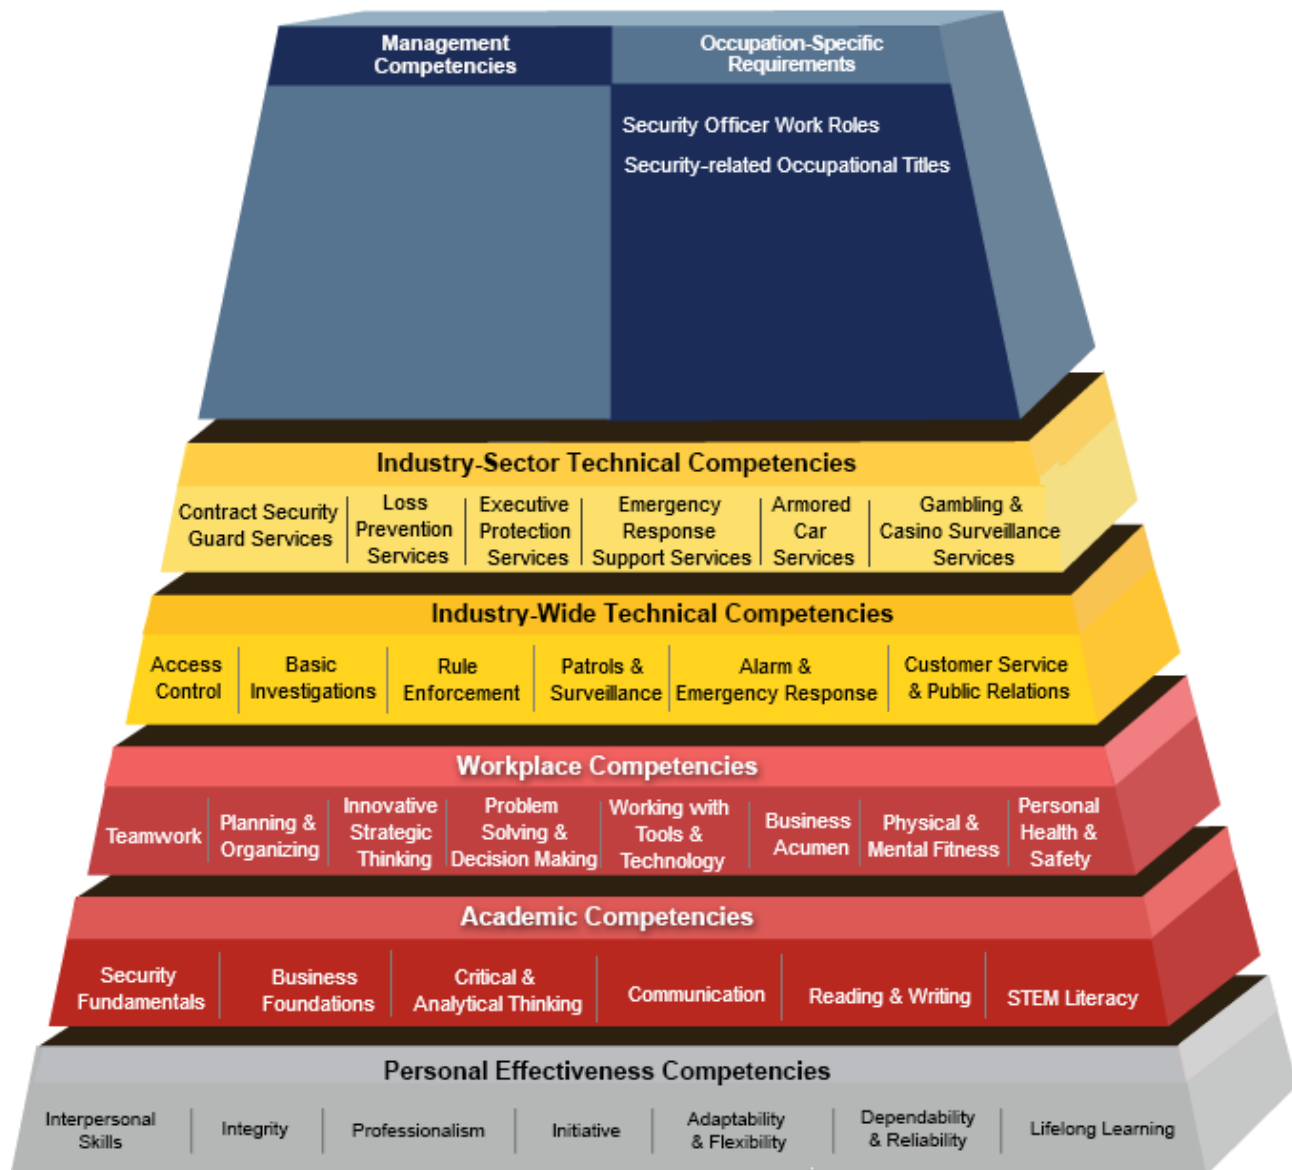 Management
Competencies
Occupation-Specific
Requirements
Security Officer Work Roles
Security-related Occupational Titles
Industry-Sector Technical Competencies
Contract Security
Guard Services
Loss
Prevention
Services
Executive
Protection
Services
Emergency
Response
Support Services
Armored
Car
Services
Gambling &
Casino Surveillance
Services
Industry-Wide Technical Competencies
Access
Control
Basic
Investigations
Rule
Enforcement
Patrols &
Surveillance
Alarm &
Emergency Response
Customer Service
& Public Relations
Workplace Competencies
Teamwork
Planning &
Organizing
Innovative
Strategic
Thinking
Problem
Solving &
Decision Making
Working with
Tools &
Technology
Business
Acumen
Physical &
Mental Fitness
Personal
Health &
Safety
Academic Competencies
Security
Fundamentals
Business
Foundations
Critical &
Analytical Thinking
Communication
Reading & Writing
STEM Literacy
Personal Effectiveness Competencies
Interpersonal
Skills
Integrity
Professionalism
Initiative
Adaptability
& Flexibility
Dependability
& Reliability
Lifelong Learning